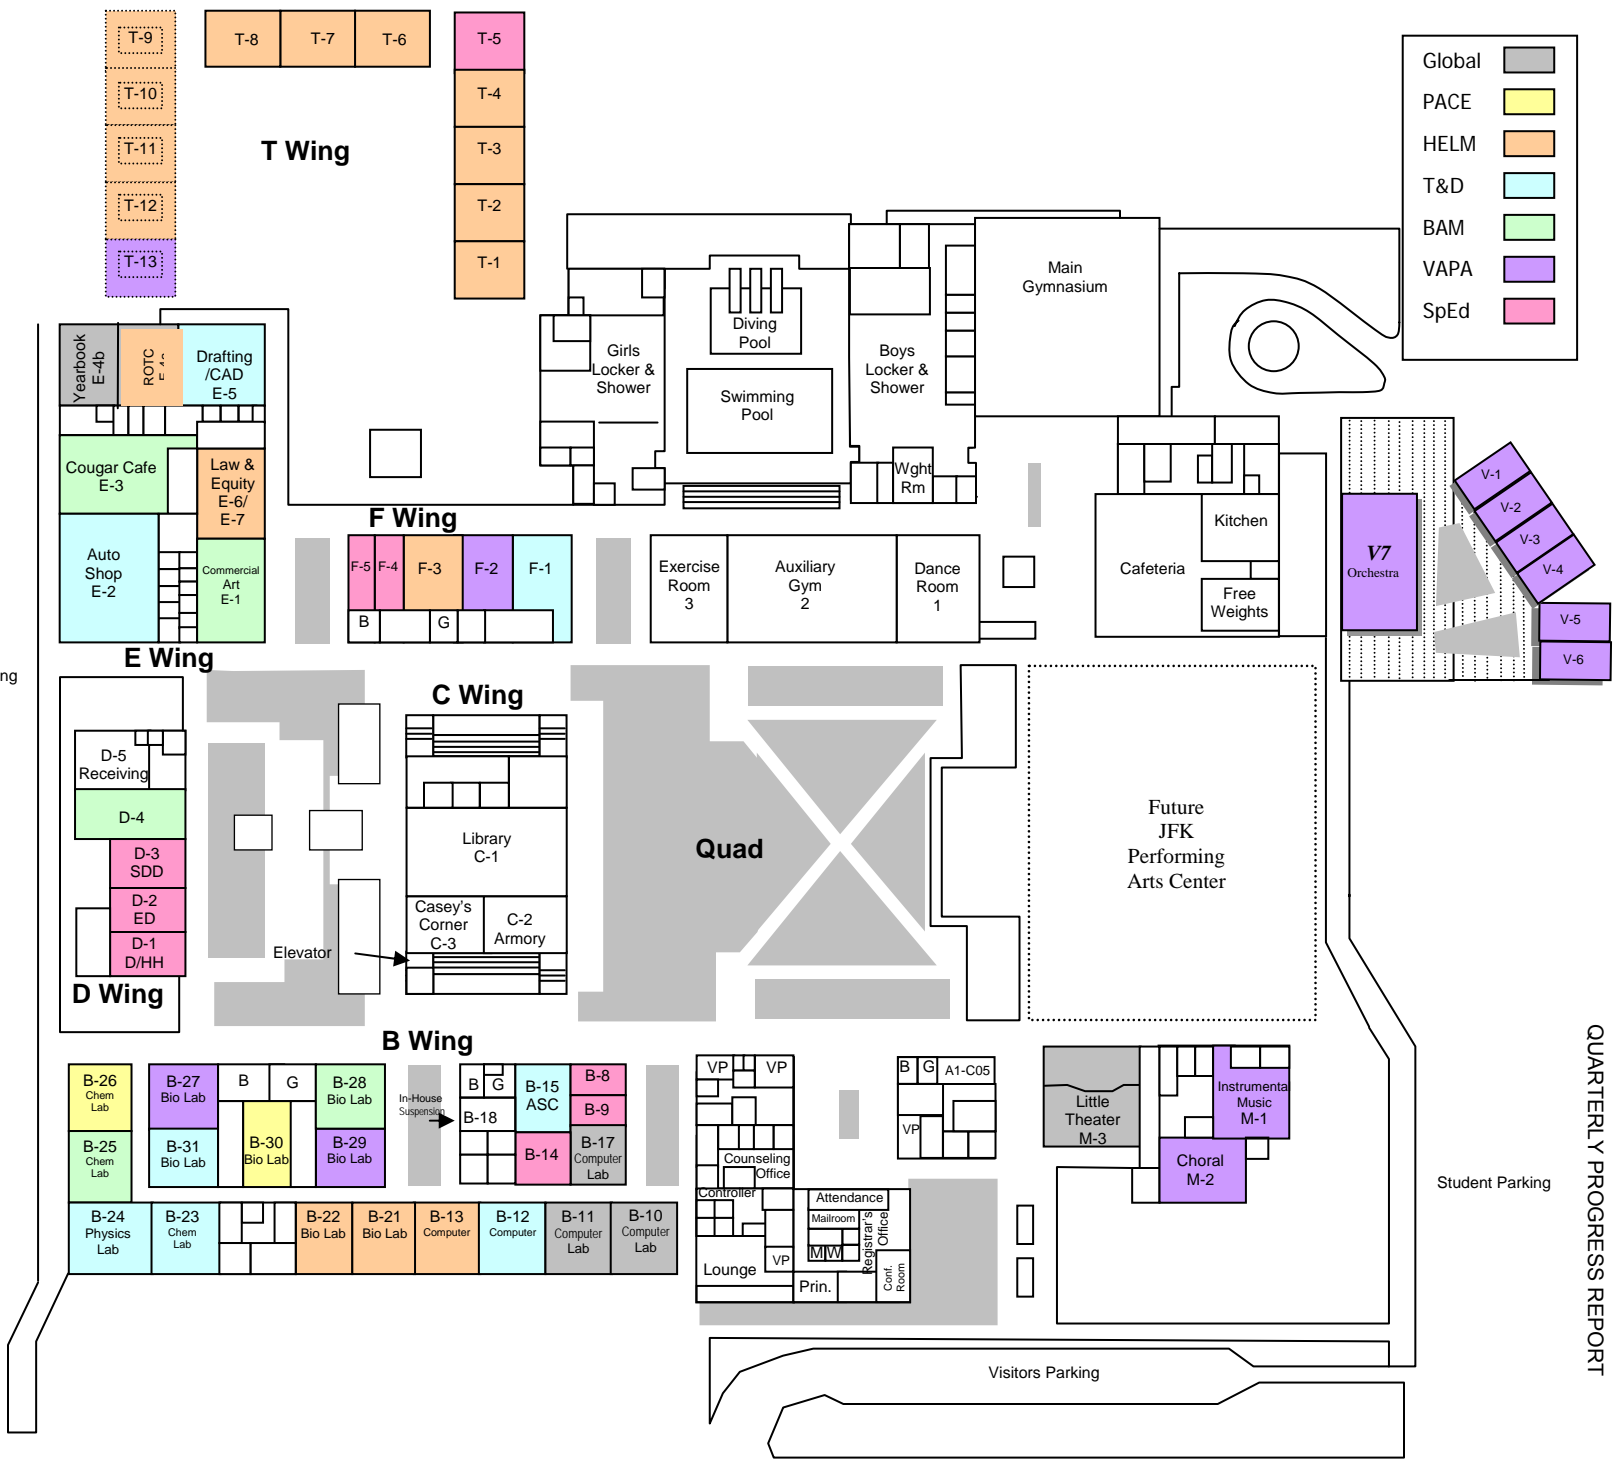 T-9
T-10
T-11
T-12
T-13
T-8
T-7
T-6
T-5
T-4
T-3
T-2
T-1
T Wing
Global
PACE
HELM
T&D
BAM
VAPA
SpEd
Yearbook
E-4b
ROTC
Drafting
/CAD
E-5
Cougar Cafe
E-3
Law &
Equity
E-6/
E-7
Auto
Shop
E-2
Commercial
Art
E-1
E Wing
Girls
Locker &
Shower
Diving
Pool
Swimming
Pool
Boys
Locker &
Shower
Wght
Rm
Main
Gymnasium
F Wing
F-5
F-4
F-3
F-2
F-1
B
G
Exercise
Room
3
Auxiliary
Gym
2
Dance
Room
1
Cafeteria
Kitchen
Free
Weights
V7
Orchestra
V-1
V-2
V-3
V-4
V-5
V-6
ng
D-5
Receiving
D-4
D-3
SDD
D-2
ED
D-1
D/HH
D Wing
C Wing
Library
C-1
Casey's
Corner
C-3
C-2
Armory
Elevator
Quad
Future
JFK
Performing
Arts Center
B Wing
B-26
Chem
Lab
B-25
Chem
Lab
B-27
Bio Lab
B
G
B-28
Bio Lab
B-31
Bio Lab
B-30
Bio Lab
B-29
Bio Lab
B-24
Physics
Lab
B-23
Chem
Lab
B-22
Bio Lab
B-21
Bio Lab
B-13
Computer
B-12
Computer
B-11
Computer
Lab
B-10
Computer
Lab
In-House
Suspension
B
G
B-18
B-15
ASC
B-14
B-8
B-9
B-17
Computer
Lab
VP
VP
Counseling
Office
Controller
Lounge
VP
Attendance
Mailroom
M
W
Registrar's
Office
Prin.
Conf.
Room
B
G
A1-C05
VP
Little
Theater
M-3
Instrumenta
Music
M-1
Choral
M-2
Student Parking
Visitors Parking
QUARTERLY PROGRESS REPORT